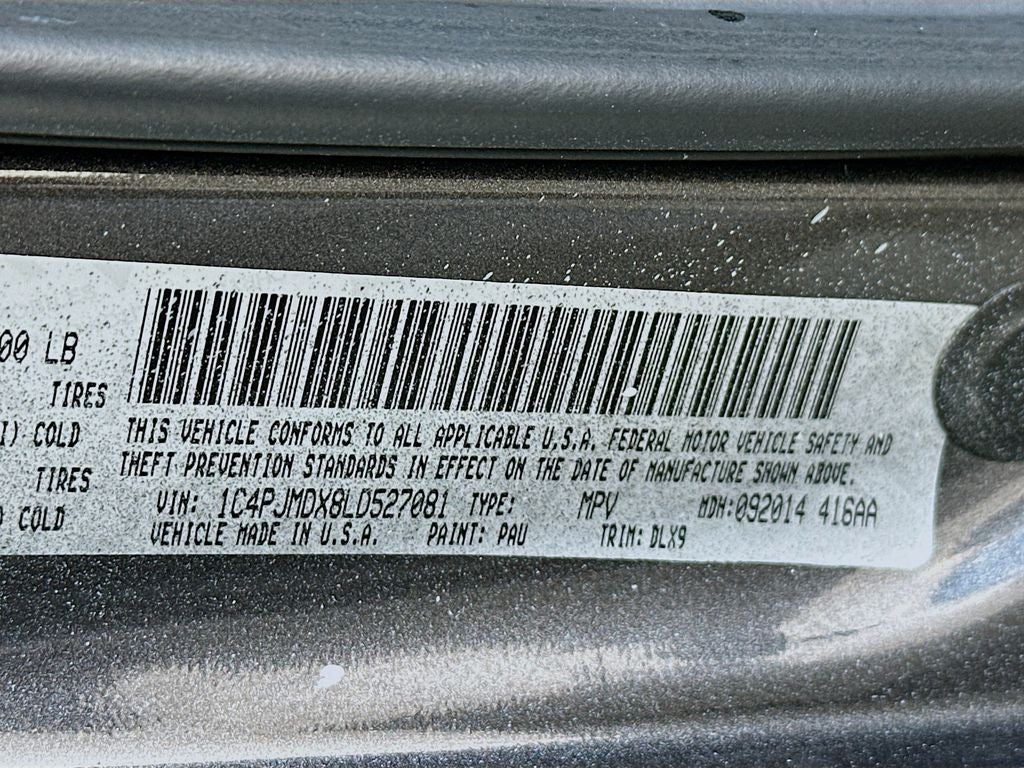 00 LB
TIRES
I) COLD
TIRES
) COLD
THIS VEHICLE CONFORMS TO ALL APPLICABLE U.S.A. FEDERAL MOTOR VEHICLE SAFETY AND
THEFT PREVENTION STANDARDS IN EFFECT ON THE DATE OF MANUFACTURE SHOWN ABOVE.
VIN: 1C4PJMDX8LD527081 TYPE: MPV MDH:092014 416AA
VEHICLE MADE IN U.S.A. PAINT: PAU TRIM: DLX9